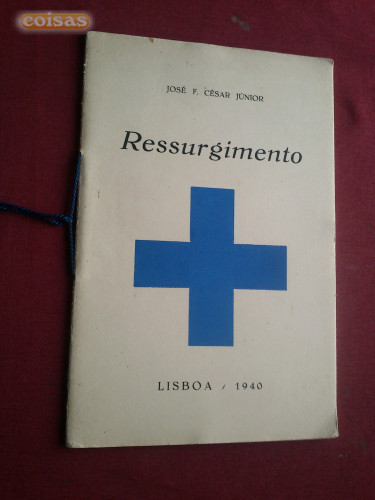 coisas
JOSÉ F. CÉSAR JÚNIOR
Ressurgimento
LISBOA / 1940